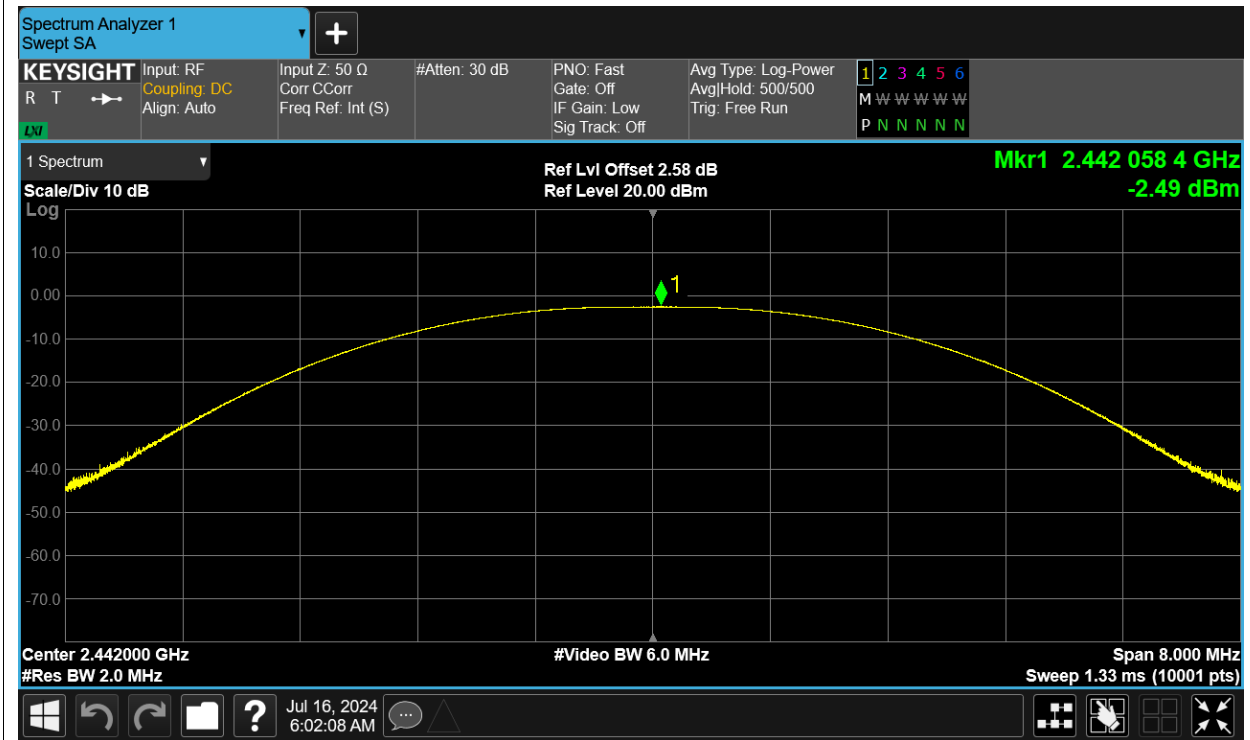 Spectrum Analyzer 1
Swept SA
KEYSIGHT
R T
LXI
Input: RF
Coupling: DC
Align: Auto
Input Z: 50 Ω
Corr CCorr
Freq Ref: Int (S)
#Atten: 30 dB
PNO: Fast
Gate: Off
IF Gain: Low
Sig Track: Off
Avg Type: Log-Power
Avg|Hold: 500/500
Trig: Free Run
1 2 3 4 5 6
M W W W W W
P N N N N N
1 Spectrum
Scale/Div 10 dB
Log
Ref Lvl Offset 2.58 dB
Ref Level 20.00 dBm
Mkr1 2.442 058 4 GHz
-2.49 dBm
1
10.0
0.00
-10.0
-20.0
-30.0
-40.0
-50.0
-60.0
-70.0
Center 2.442000 GHz
#Res BW 2.0 MHz
#Video BW 6.0 MHz
Span 8.000 MHz
Sweep 1.33 ms (10001 pts)
?
Jul 16, 2024
6:02:08 AM